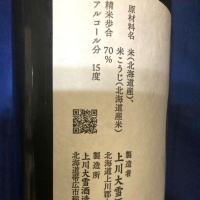 原材料名 米(北海道産)、
米こうじ(北海道産米)
精米歩合 70%
アルコール分 15度
製造者
上川大雪
北海道上川郡
製造所
上川大雪酒造
北海道帯広市稲